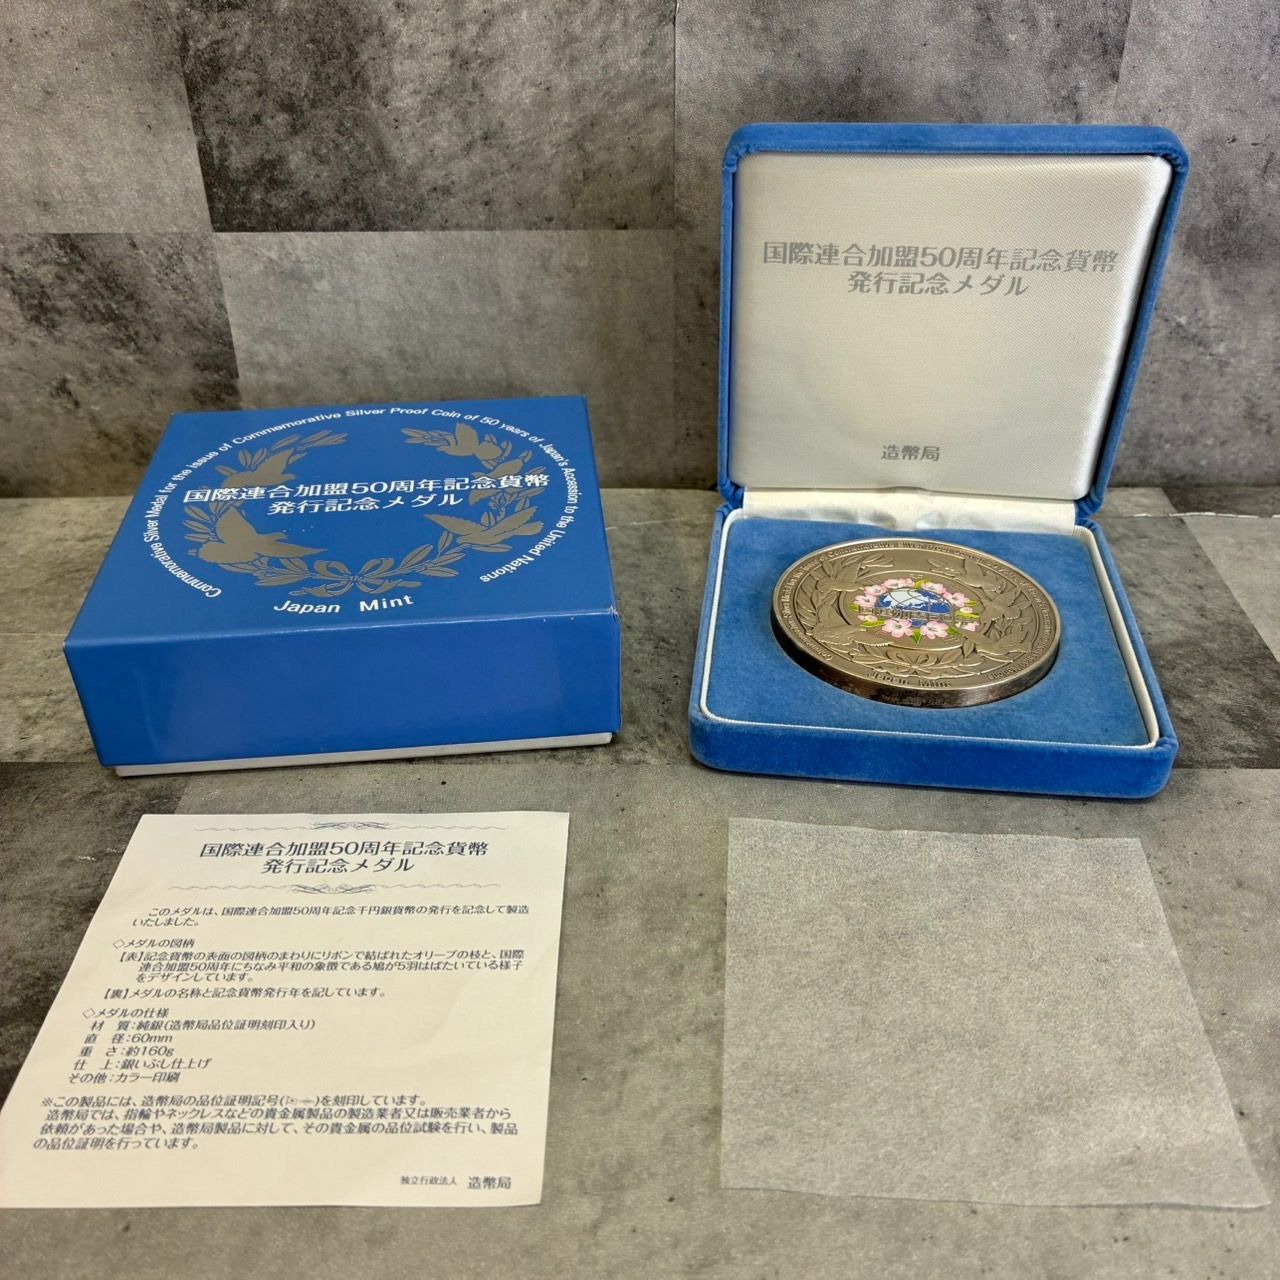 Commemorative Silver Medal for the issue of Commemorative Silver Proof Coin of 50 years of Japan's Accession to the United Nations
国際連合加盟50周年記念貨幣
発行記念メダル
Japan Mint
国際連合加盟50周年記念貨幣
発行記念メダル
造幣局
Japan Mint
国際連合加盟50周年記念貨幣
発行記念メダル
このメダルは、国際連合加盟50周年記念千円銀貨幣の発行を記念して製造
いたしました。
◇メダルの図柄
【表】記念貨幣の表面の図柄のまわりにリボンで結ばれたオリーブの枝と、国際
連合加盟50周年にちなみ平和の象徴である鳩が5羽はばたいている様子
をデザインしています。
【裏】メダルの名称と記念貨幣発行年を記しています。
◇メダルの仕様
材 質：純銀(造幣局品位証明刻印入り)
直 径：60mm
重 さ：約160g
仕 上：銀いぶし仕上げ
その他：カラー印刷
※この製品には、造幣局の品位証明記号( )を刻印しています。
造幣局では、指輪やネックレスなどの貴金属製品の製造業者又は販売業者から
依頼があった場合や、造幣局製品に対して、その貴金属の品位試験を行い、製品
の品位証明を行っています。
独立行政法人 造幣局